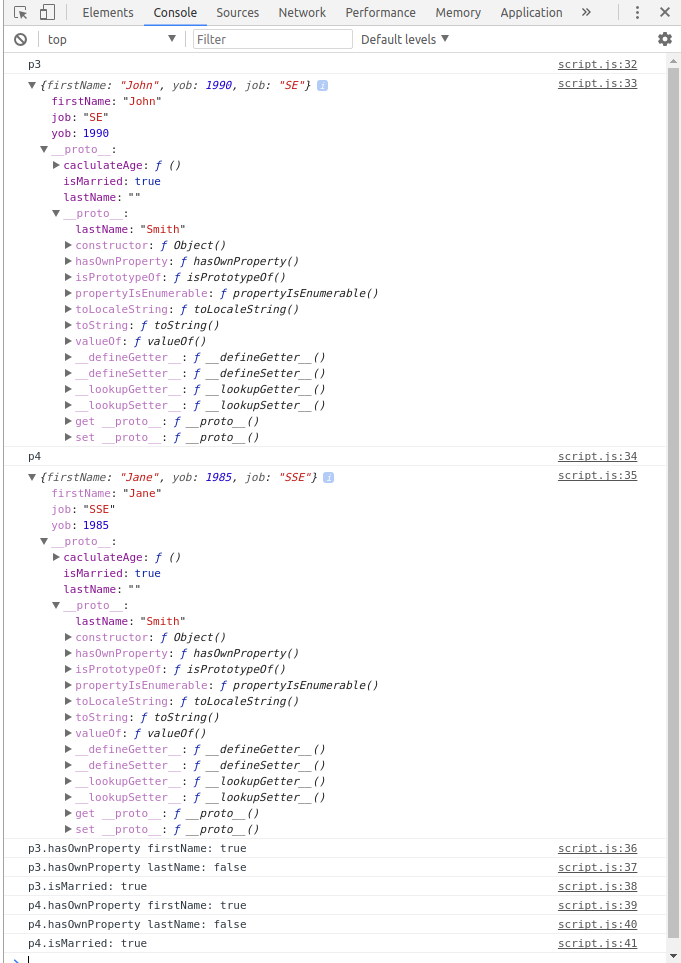 Elements Console Sources Network Performance Memory Application »
top Filter Default levels
p3 script.js:32
{firstName: "John", yob: 1990, job: "SE"} i script.js:33
firstName: "John"
job: "SE"
yob: 1990
__proto__:
caclulateAge: ƒ ()
isMarried: true
lastName: ""
__proto__:
lastName: "Smith"
constructor: ƒ Object()
hasOwnProperty: ƒ hasOwnProperty()
isPrototypeOf: ƒ isPrototypeOf()
propertyIsEnumerable: ƒ propertyIsEnumerable()
toLocaleString: ƒ toLocaleString()
toString: ƒ toString()
valueOf: ƒ valueOf()
__defineGetter__: ƒ __defineGetter__()
__defineSetter__: ƒ __defineSetter__()
__lookupGetter__: ƒ __lookupGetter__()
__lookupSetter__: ƒ __lookupSetter__()
get __proto__: ƒ __proto__()
set __proto__: ƒ __proto__()
p4 script.js:34
{firstName: "Jane", yob: 1985, job: "SSE"} i script.js:35
firstName: "Jane"
job: "SSE"
yob: 1985
__proto__:
caclulateAge: ƒ ()
isMarried: true
lastName: ""
__proto__:
lastName: "Smith"
constructor: ƒ Object()
hasOwnProperty: ƒ hasOwnProperty()
isPrototypeOf: ƒ isPrototypeOf()
propertyIsEnumerable: ƒ propertyIsEnumerable()
toLocaleString: ƒ toLocaleString()
toString: ƒ toString()
valueOf: ƒ valueOf()
__defineGetter__: ƒ __defineGetter__()
__defineSetter__: ƒ __defineSetter__()
__lookupGetter__: ƒ __lookupGetter__()
__lookupSetter__: ƒ __lookupSetter__()
get __proto__: ƒ __proto__()
set __proto__: ƒ __proto__()
p3.hasOwnProperty firstName: true script.js:36
p3.hasOwnProperty lastName: false script.js:37
p3.isMarried: true script.js:38
p4.hasOwnProperty firstName: true script.js:39
p4.hasOwnProperty lastName: false script.js:40
p4.isMarried: true script.js:41